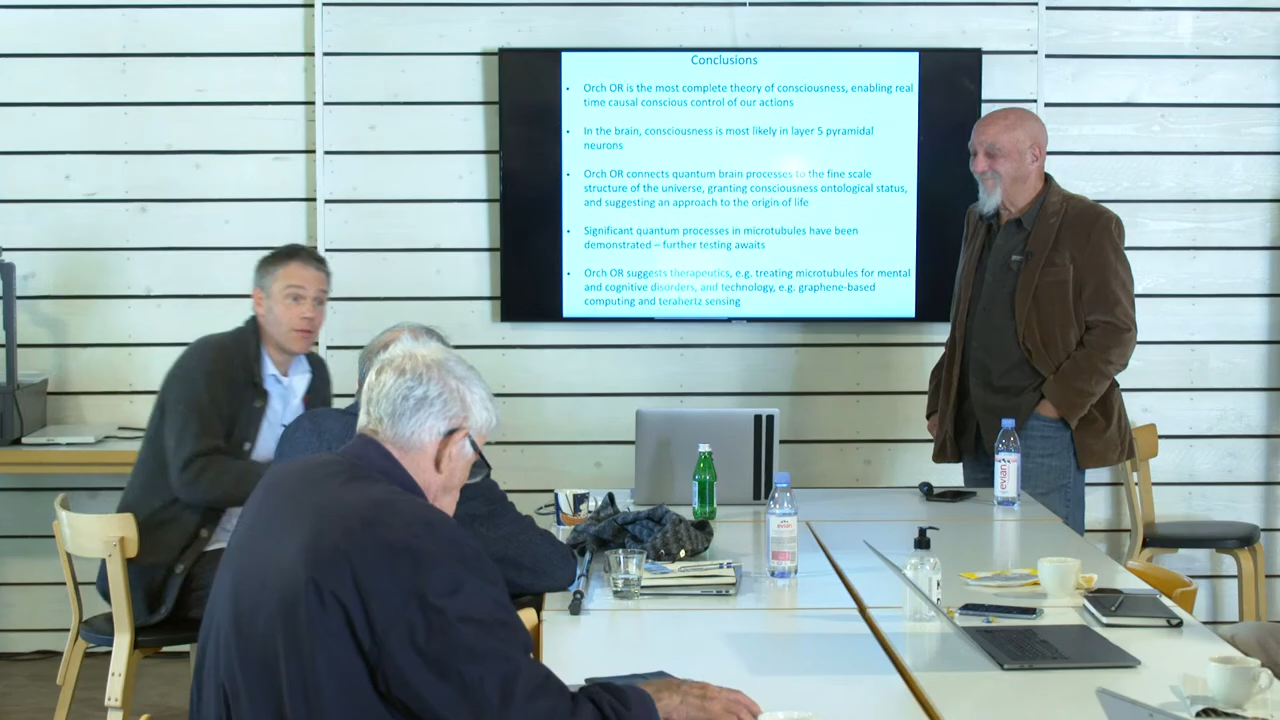 Conclusions
• Orch OR is the most complete theory of consciousness, enabling real
time causal conscious control of our actions
• In the brain, consciousness is most likely in layer 5 pyramidal
neurons
• Orch OR connects quantum brain processes to the fine scale
structure of the universe, granting consciousness ontological status,
and suggesting an approach to the origin of life
• Significant quantum processes in microtubules have been
demonstrated – further testing awaits
• Orch OR suggests therapeutics, e.g. treating microtubules for mental
and cognitive disorders, and technology, e.g. graphene-based
computing and terahertz sensing
evian
evian